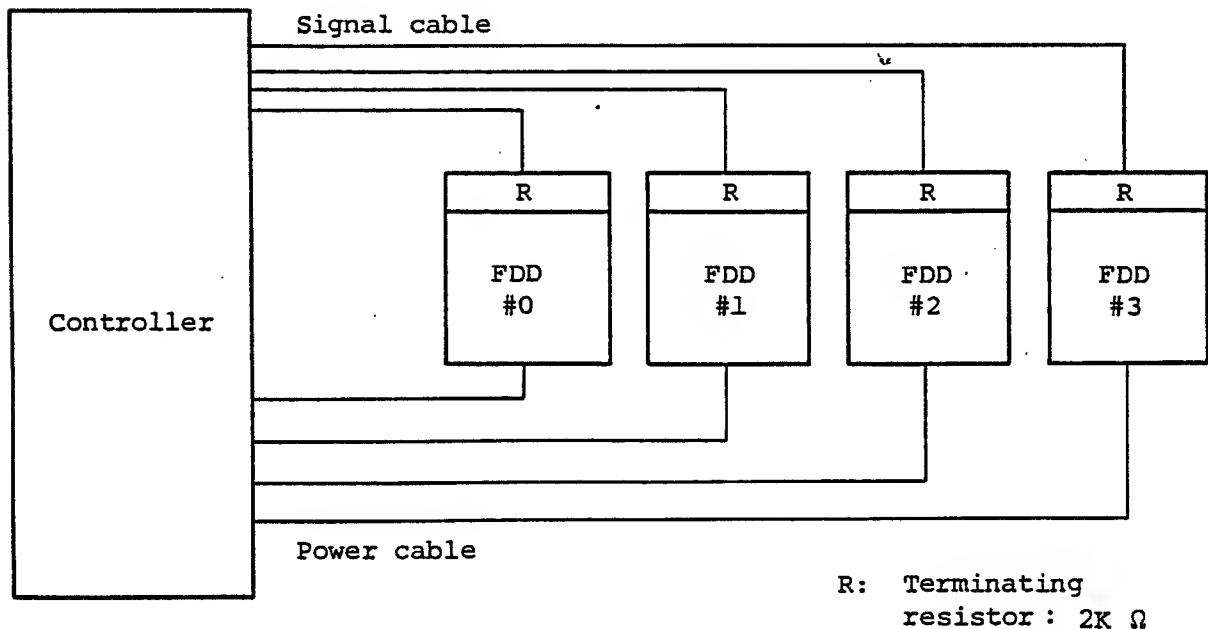 Signal cable
R R R R
FDD FDD FDD FDD
#0 #1 #2 #3
Controller
Power cable
R: Terminating
resistor : 2K Ω